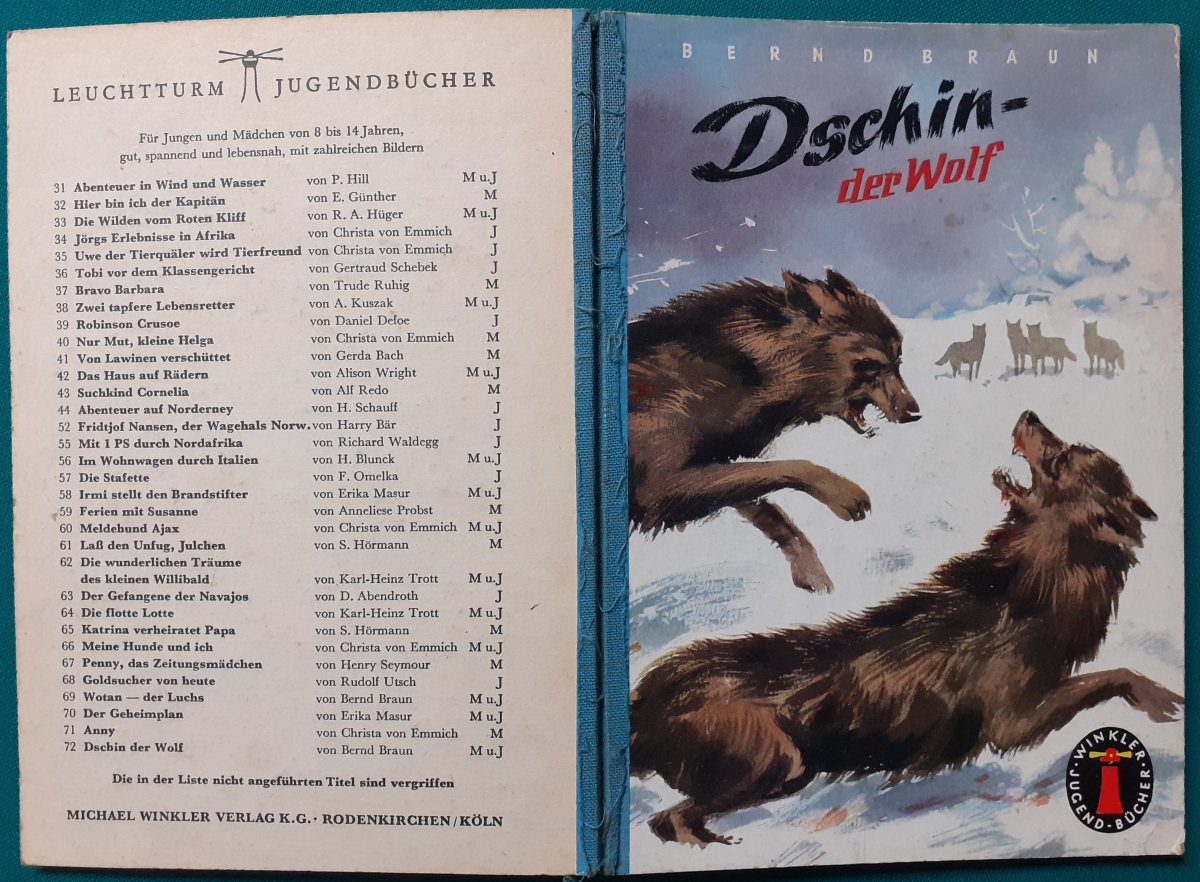 LEUCHTTURM JUGENDBÜCHER
Für Jungen und Mädchen von 8 bis 14 Jahren,
gut, spannend und lebensnah, mit zahlreichen Bildern
31 Abenteuer in Wind und Wasser von P. Hill M u.J
32 Hier bin ich der Kapitän von E. Günther M
33 Die Wilden vom Roten Kliff von R. A. Hüger M u.J
34 Jörgs Erlebnisse in Afrika von Christa von Emmich J
35 Uwe der Tierquäler wird Tierfreund von Christa von Emmich J
36 Tobi vor dem Klassengericht von Gertraud Schebek J
37 Bravo Barbara von Trude Ruhig M
38 Zwei tapfere Lebensretter von A. Kuszak M u.J
39 Robinson Crusoe von Daniel Defoe J
40 Nur Mut, kleine Helga von Christa von Emmich M
41 Von Lawinen verschüttet von Gerda Bach M
42 Das Haus auf Rädern von Alison Wright M u.J
43 Suchkind Cornelia von Alf Redo M
44 Abenteuer auf Norderney von H. Schauff J
52 Fridtjof Nansen, der Wagehals Norw. von Harry Bär J
55 Mit 1 PS durch Nordafrika von Richard Waldegg J
56 Im Wohnwagen durch Italien von H. Blunck M u.J
57 Die Stafette von F. Omelka J
58 Irmi stellt den Brandstifter von Erika Masur M u.J
59 Ferien mit Susanne von Anneliese Probst M
60 Meldehund Ajax von Christa von Emmich M u.J
61 Laß den Unfug, Julchen von S. Hörmann M
62 Die wunderlichen Träume
des kleinen Willibald von Karl-Heinz Trott M u.J
63 Der Gefangene der Navajos von D. Abendroth J
64 Die flotte Lotte von Karl-Heinz Trott M u.J
65 Katrina verheiratet Papa von S. Hörmann M
66 Meine Hunde und ich von Christa von Emmich M u.J
67 Penny, das Zeitungsmädchen von Henry Seymour M
68 Goldsucher von heute von Rudolf Utsch J
69 Wotan — der Luchs von Bernd Braun M u.J
70 Der Geheimplan von Erika Masur M u.J
71 Anny von Christa von Emmich M
72 Dschin der Wolf von Bernd Braun M u.J
Die in der Liste nicht angeführten Titel sind vergriffen
MICHAEL WINKLER VERLAG K.G. · RODENKIRCHEN/KÖLN
BERND BRAUN
Dschin-
der Wolf
WINKLER · JUGEND-BÜCHER ·